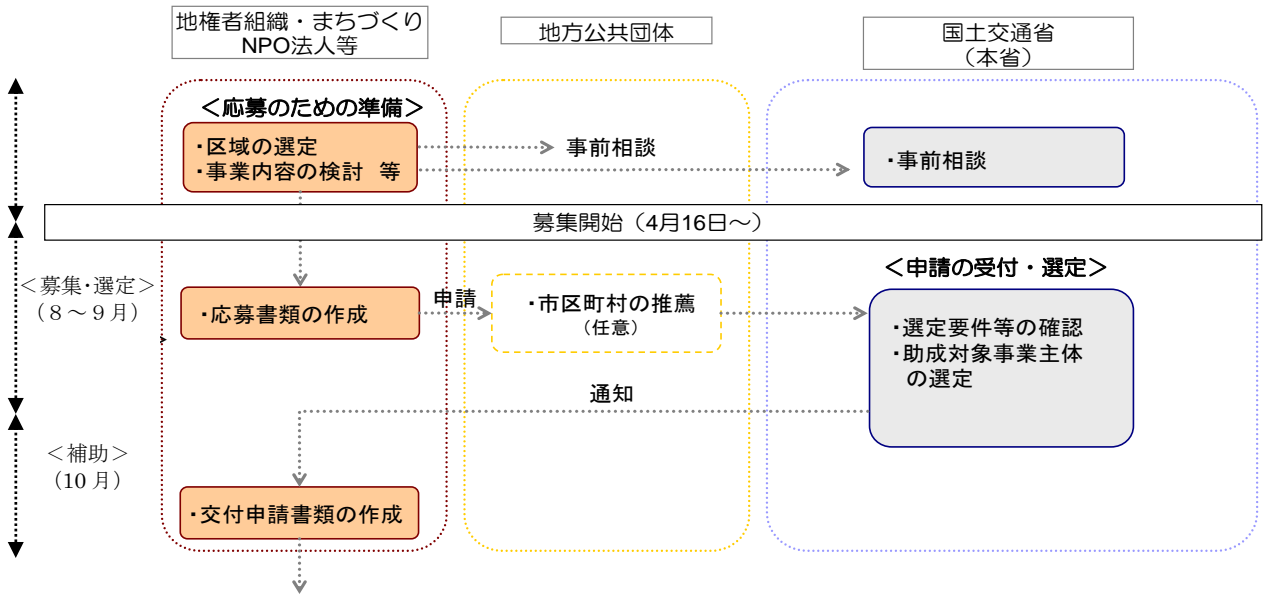 地権者組織・まちづくり
NPO法人等
地方公共団体
国土交通省
（本省）
＜応募のための準備＞
・区域の選定
・事業内容の検討　等
事前相談
・事前相談
募集開始（4月16日～）
＜募集・選定＞
（８～９月）
・応募書類の作成
申請
・市区町村の推薦
（任意）
＜申請の受付・選定＞
・選定要件等の確認
・助成対象事業主体
の選定
通知
＜補助＞
（10 月）
・交付申請書類の作成